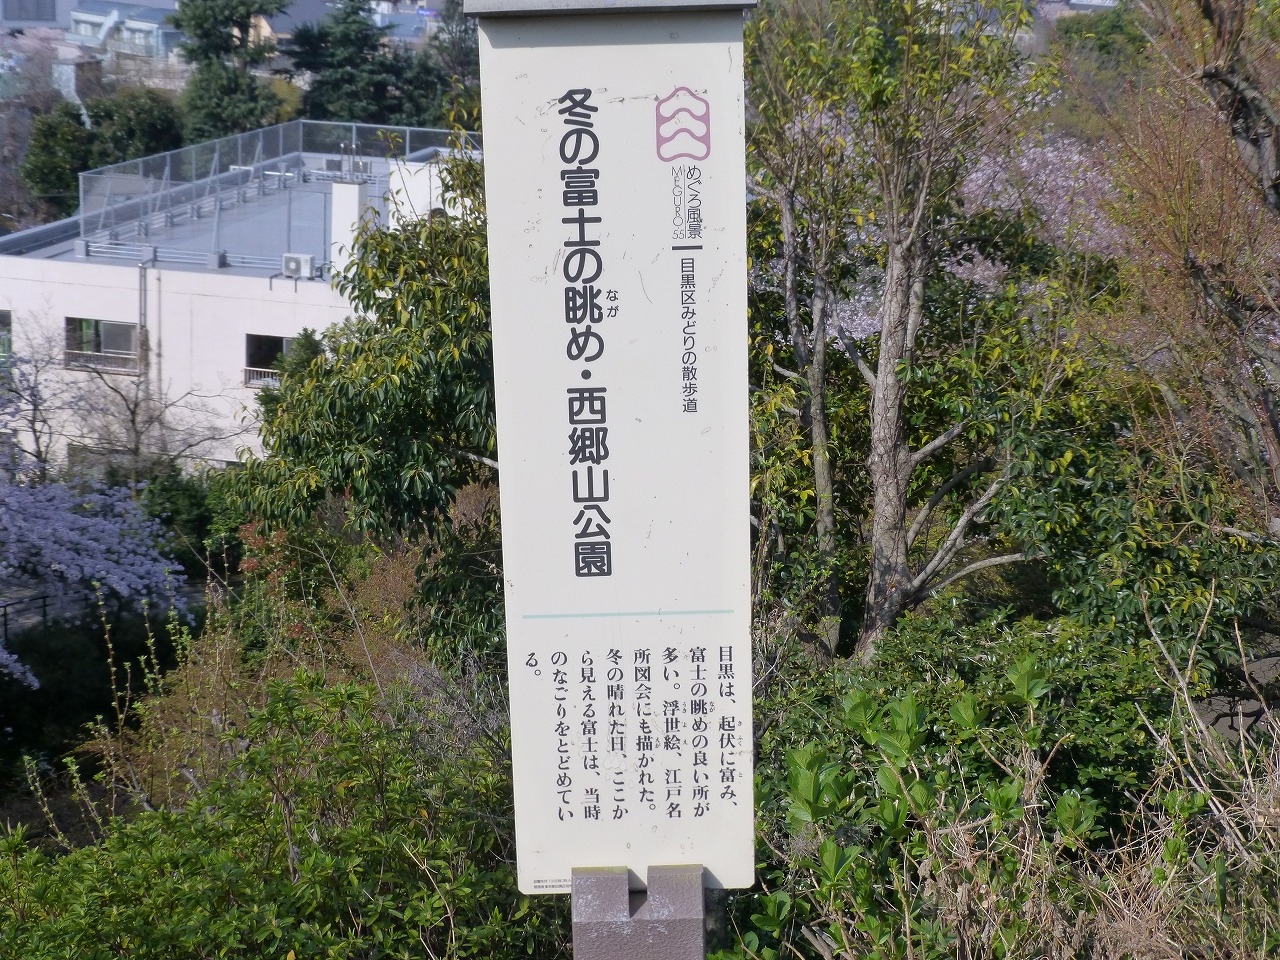 めぐろ風景
MEGURO 55
目黒区みどりの散歩道
冬の富士の眺め・西郷山公園
なが
目黒は、起伏に富み、
富士の眺めの良い所が
多い。浮世絵、江戸名
所図会にも描かれた。
冬の晴れた日、ここか
ら見える富士は、当時
のなごりをとどめてい
る。